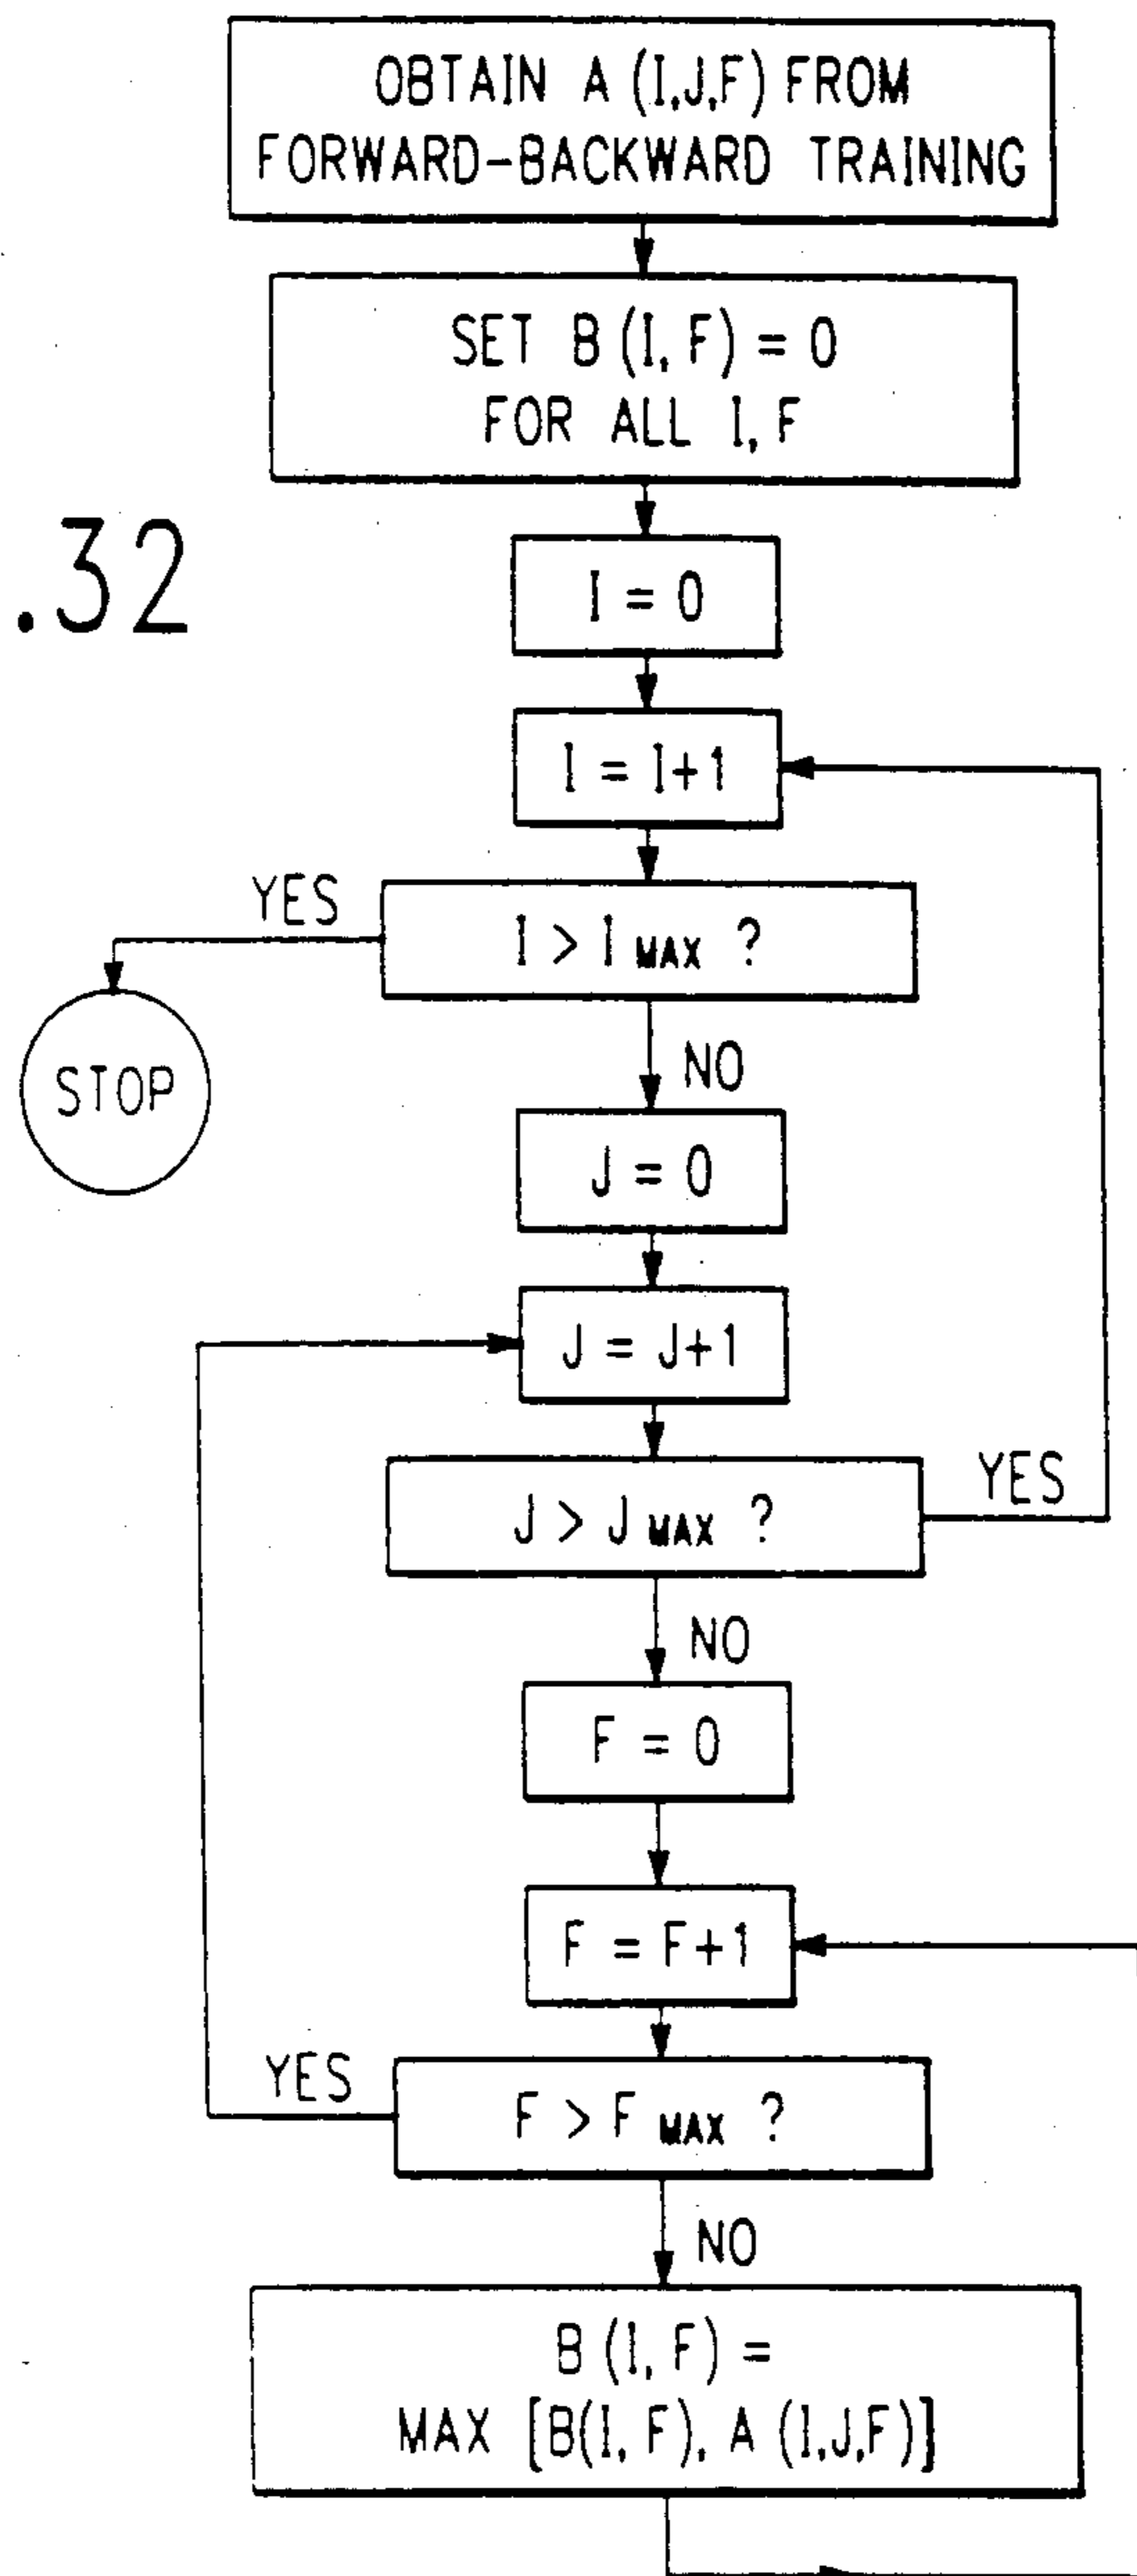 OBTAIN A (I,J,F) FROM
FORWARD-BACKWARD TRAINING
SET B (I, F) = 0
FOR ALL I, F
.32
I = 0
I = I+1
YES
I > I MAX ?
STOP
NO
J = 0
J = J+1
J > J MAX ?
YES
NO
F = 0
F = F+1
YES
F > F MAX ?
NO
B (I, F) =
MAX [B(I, F), A (I,J,F)]